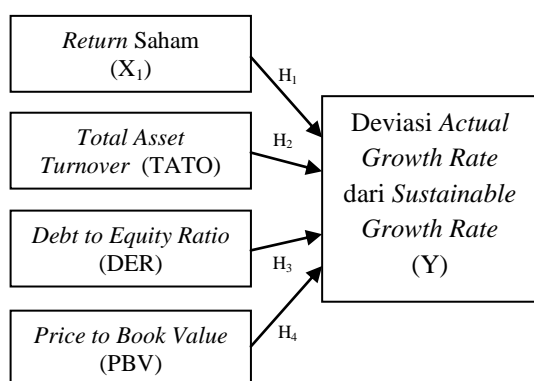 Return Saham
(X₁)
H₁
Total Asset
Turnover (TATO)
H₂
Debt to Equity Ratio
(DER)
H₃
Price to Book Value
(PBV)
H₄
Deviasi Actual
Growth Rate
dari Sustainable
Growth Rate
(Y)